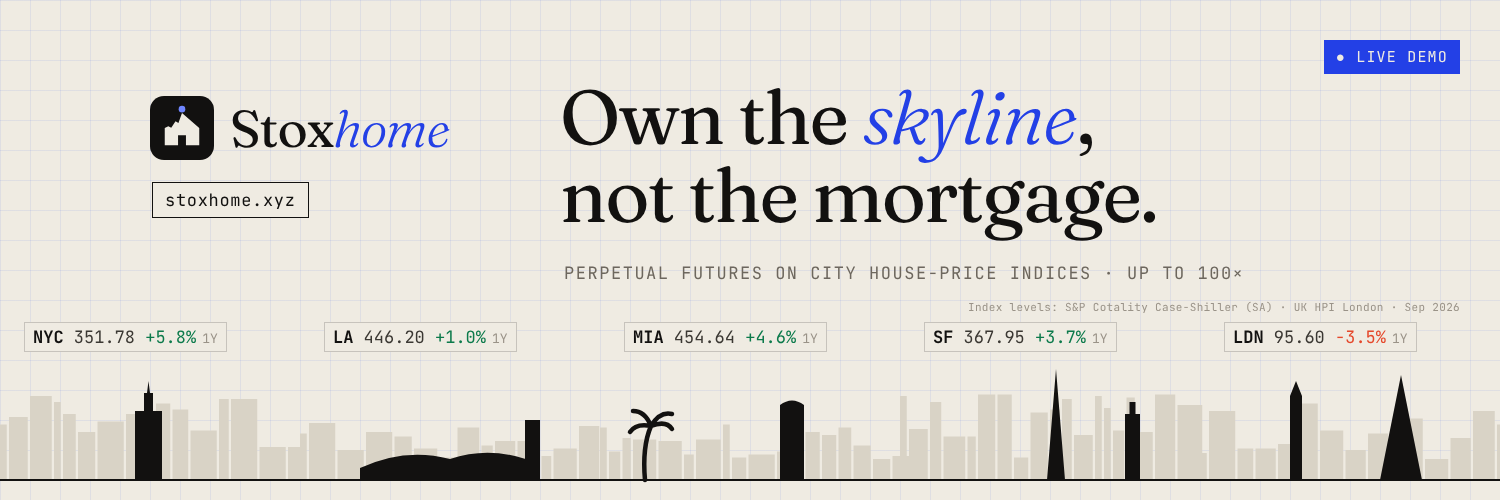 ● LIVE DEMO
Stoxhome
stoxhome.xyz
Own the skyline,
not the mortgage.
PERPETUAL FUTURES ON CITY HOUSE-PRICE INDICES · UP TO 100×
Index levels: S&P Cotality Case-Shiller (SA) · UK HPI London · Sep 2026
NYC 351.78 +5.8% 1Y
LA 446.20 +1.0% 1Y
MIA 454.64 +4.6% 1Y
SF 367.95 +3.7% 1Y
LDN 95.60 -3.5% 1Y